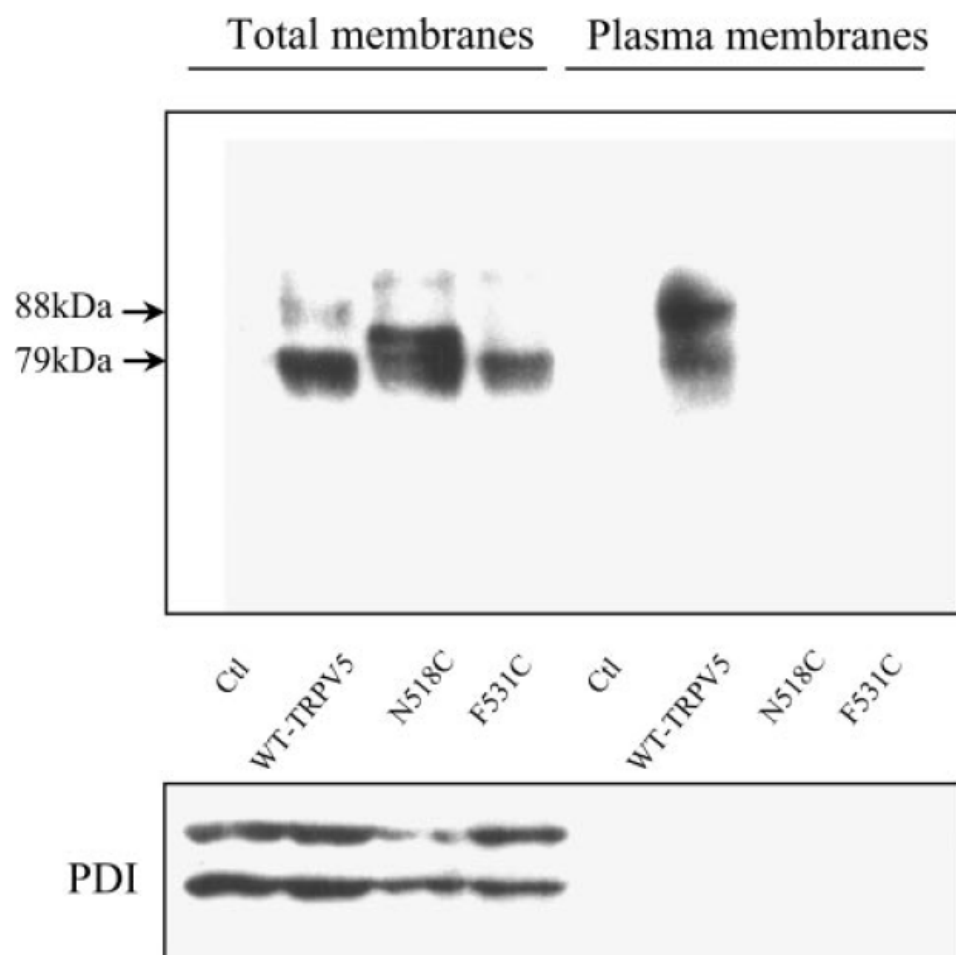 Total membranes Plasma membranes
88kDa
79kDa
Ctl WT-TRPV5 N518C F531C Ctl WT-TRPV5 N518C F531C
PDI